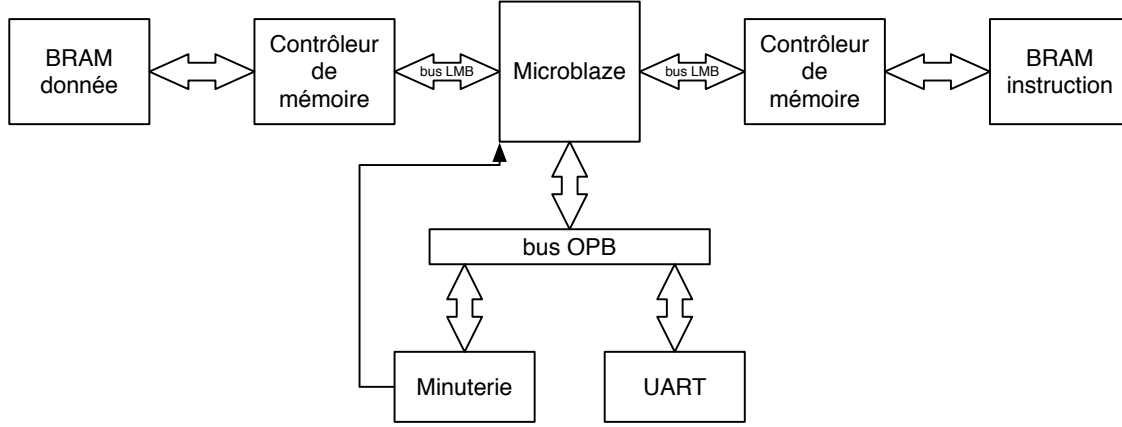 BRAM
donnée
Contrôleur
de
mémoire
bus LMB
Microblaze
bus LMB
Contrôleur
de
mémoire
BRAM
instruction
bus OPB
Minuterie
UART